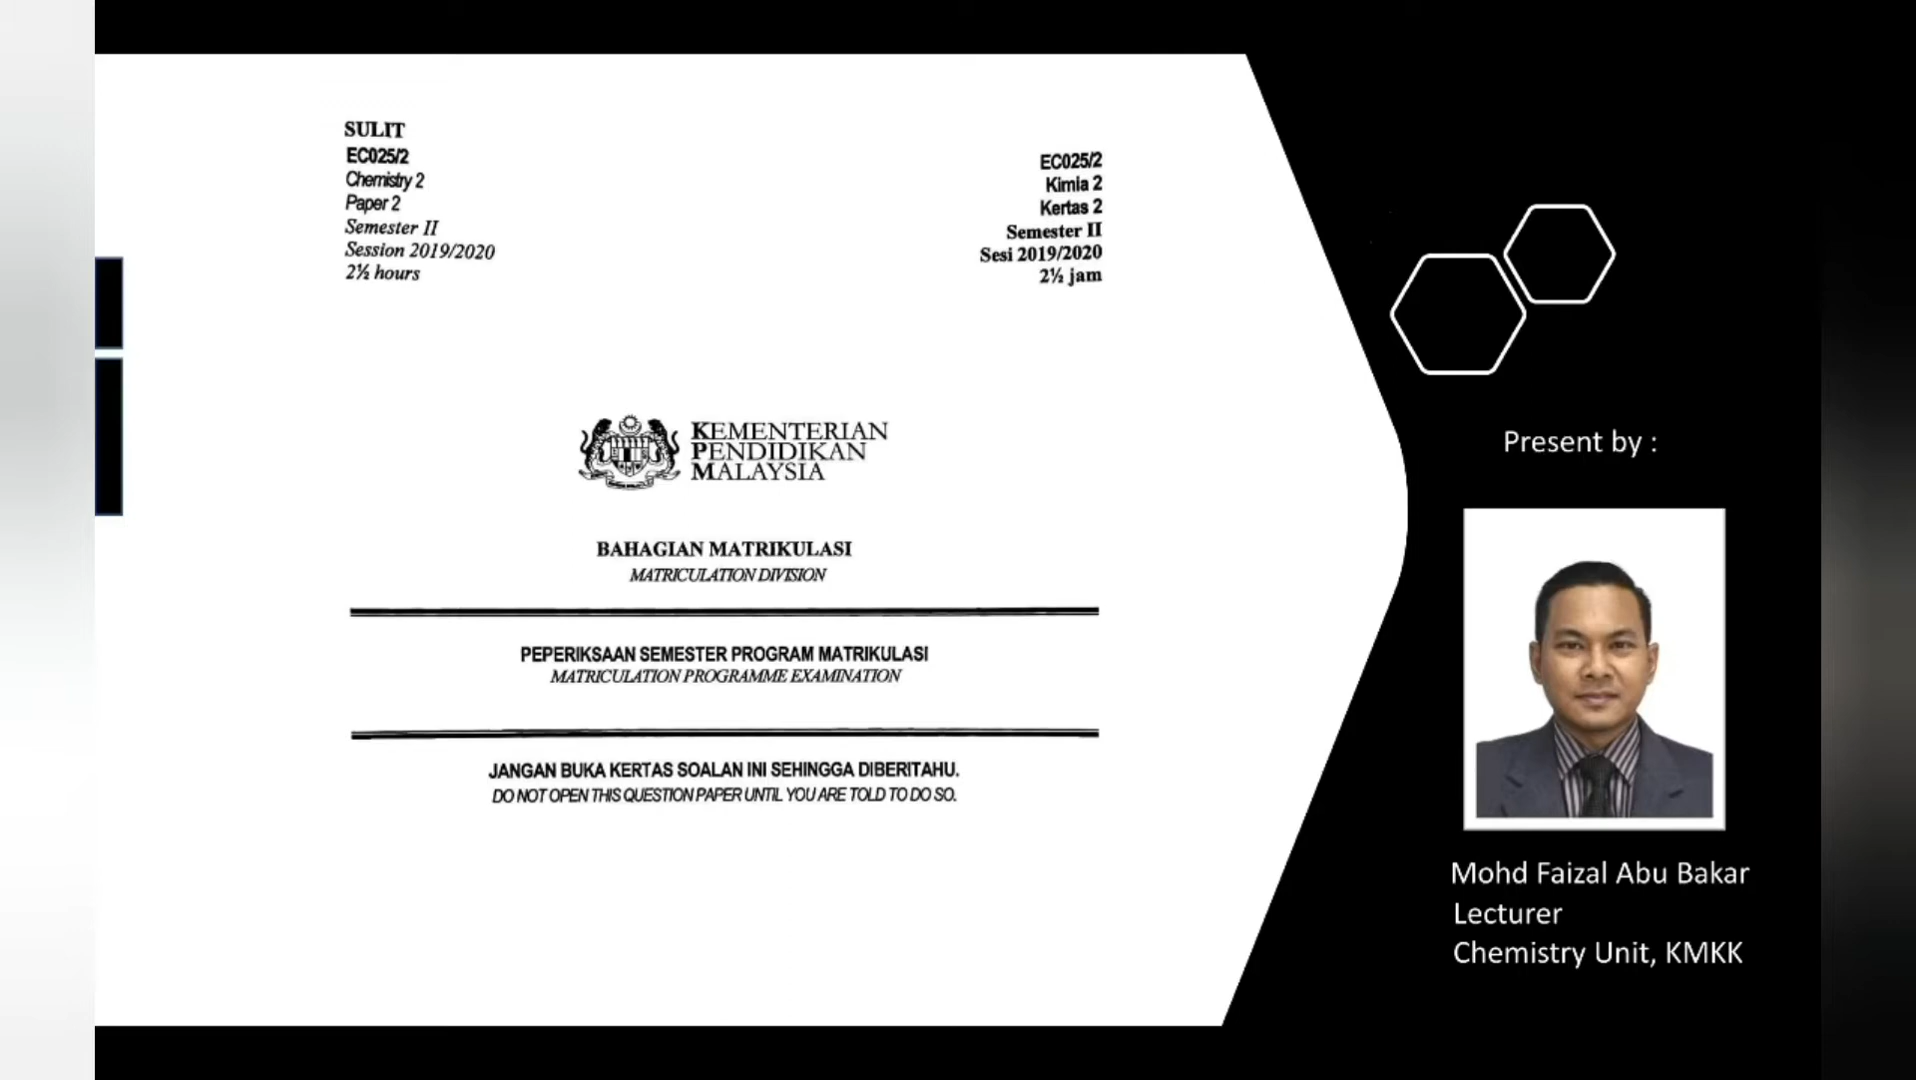 SULIT
EC025/2
Chemistry 2
Paper 2
Semester II
Session 2019/2020
2½ hours
EC025/2
Kimia 2
Kertas 2
Semester II
Sesi 2019/2020
2½ jam
KEMENTERIAN
PENDIDIKAN
MALAYSIA
BAHAGIAN MATRIKULASI
MATRICULATION DIVISION
PEPERIKSAAN SEMESTER PROGRAM MATRIKULASI
MATRICULATION PROGRAMME EXAMINATION
JANGAN BUKA KERTAS SOALAN INI SEHINGGA DIBERITAHU.
DO NOT OPEN THIS QUESTION PAPER UNTIL YOU ARE TOLD TO DO SO.
Present by :
Mohd Faizal Abu Bakar
Lecturer
Chemistry Unit, KMKK